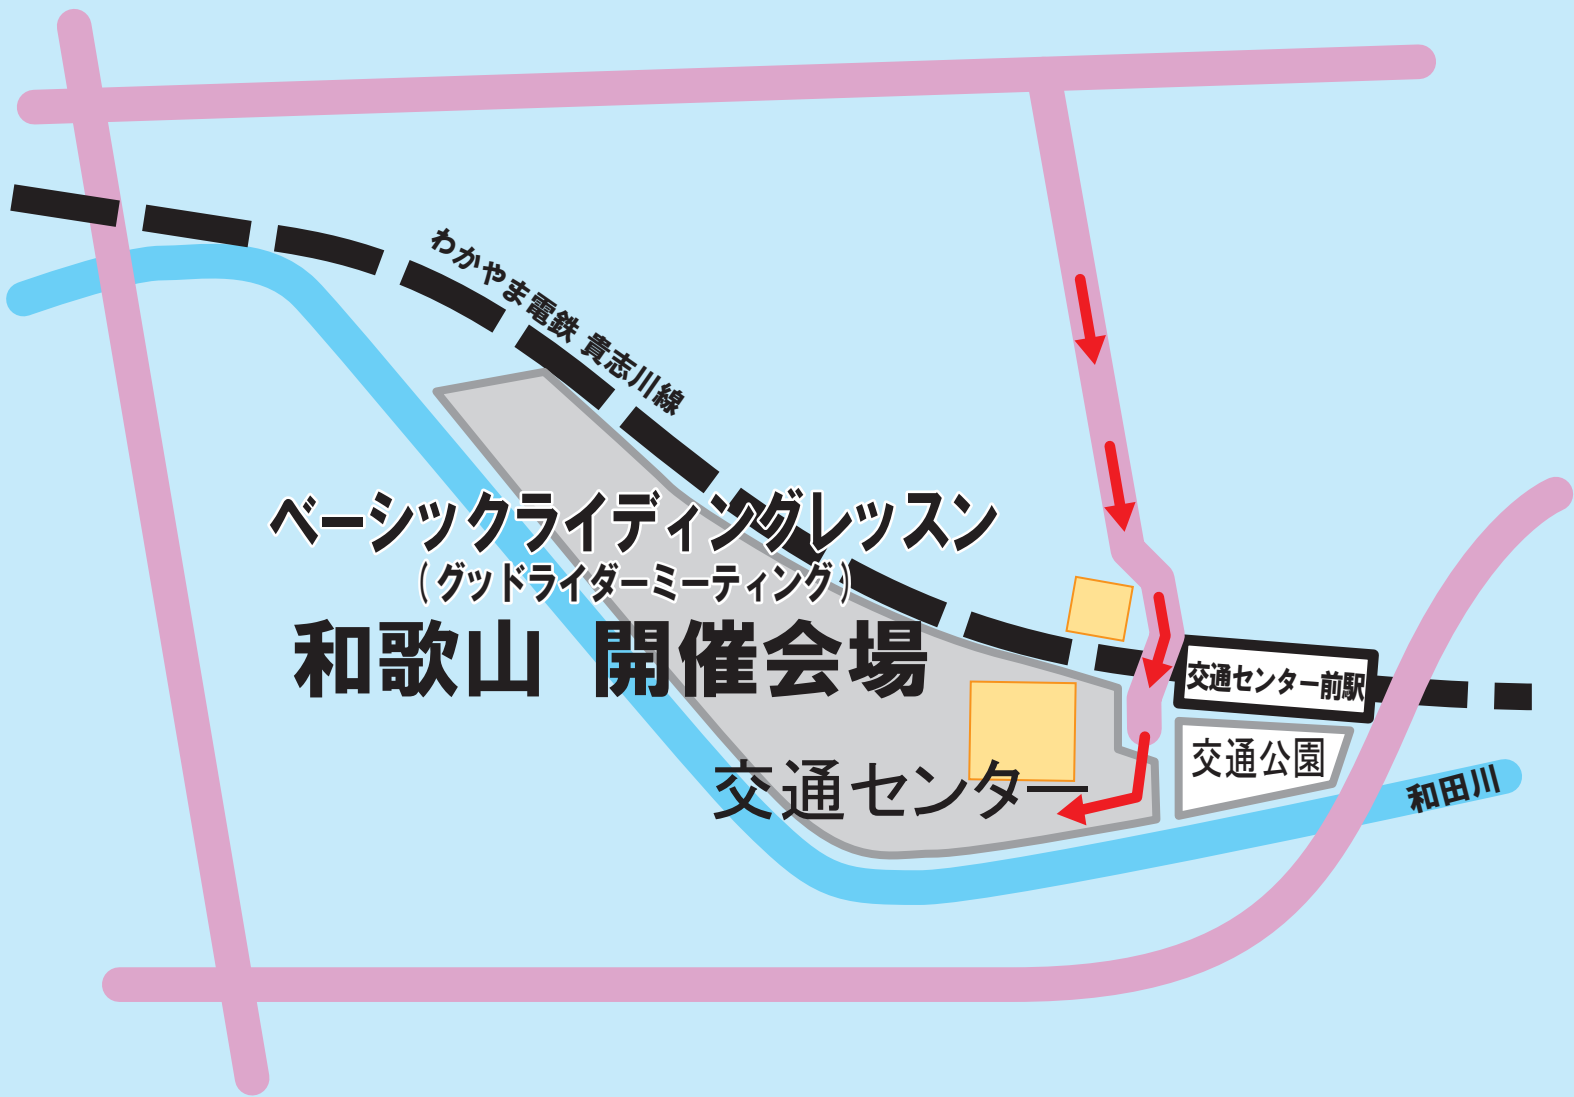 わかやま電鉄 貴志川線
ベーシックライディングレッスン
(グッドライダーミーティング)
和歌山 開催会場
交通センター前駅
交通公園
交通センター
和田川